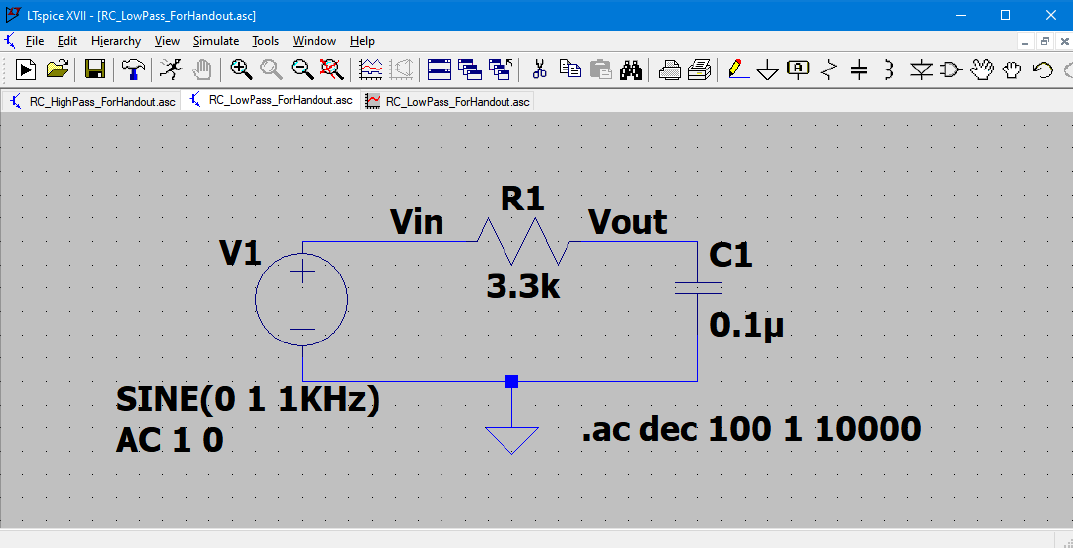 LTspice XVII - [RC_LowPass_ForHandout.asc]
File Edit Hierarchy View Simulate Tools Window Help
RC_HighPass_ForHandout.asc RC_LowPass_ForHandout.asc RC_LowPass_ForHandout.asc
R1
Vin Vout
V1 C1
3.3k
0.1µ
SINE(0 1 1KHz)
AC 1 0
.ac dec 100 1 10000